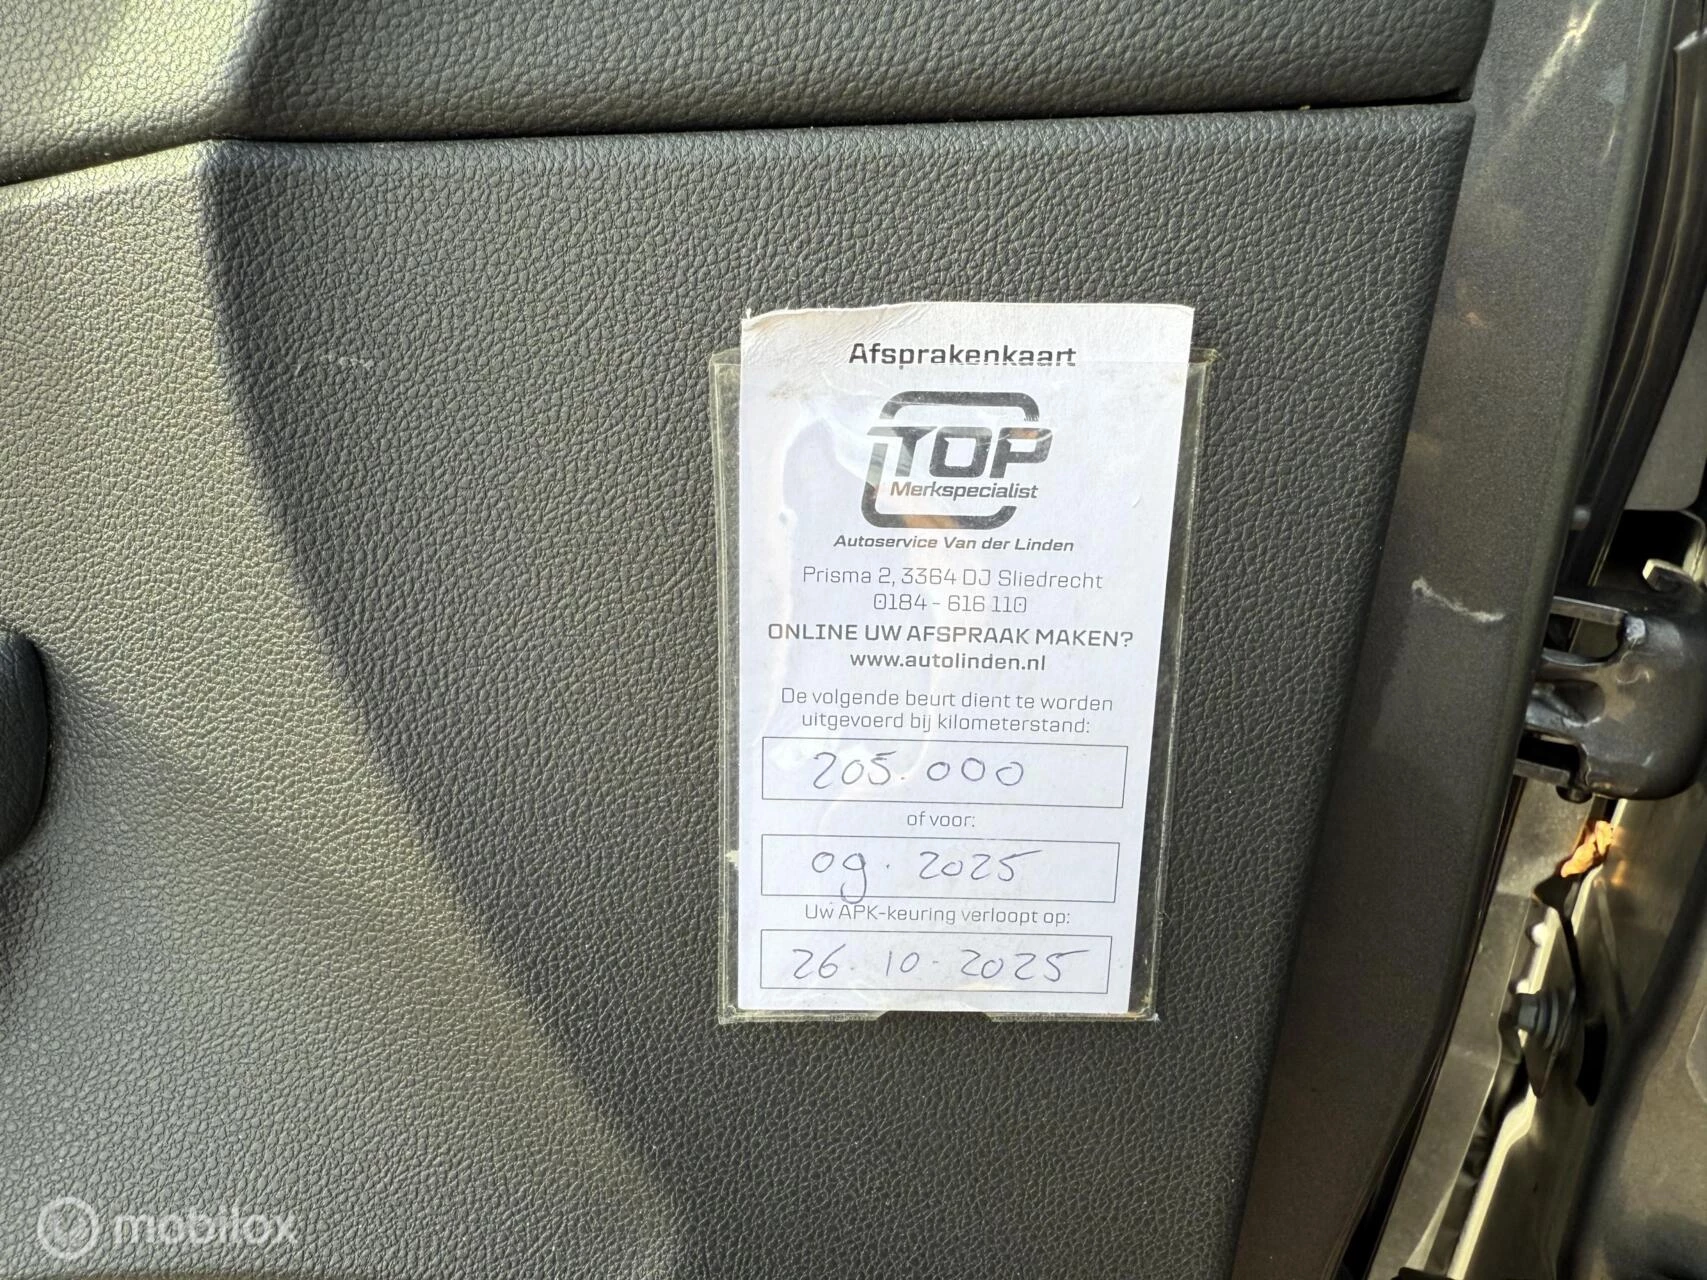 Afsprakenkaart
TOP
Merkspecialist
Autoservice Van der Linden
Prisma 2, 3364 DJ Sliedrecht
0184 - 616 110
ONLINE UW AFSPRAAK MAKEN?
www.autolinden.nl
De volgende beurt dient te worden
uitgevoerd bij kilometerstand:
205.000
of voor:
09.2025
Uw APK-keuring verloopt op:
26.10.2025
mobilox